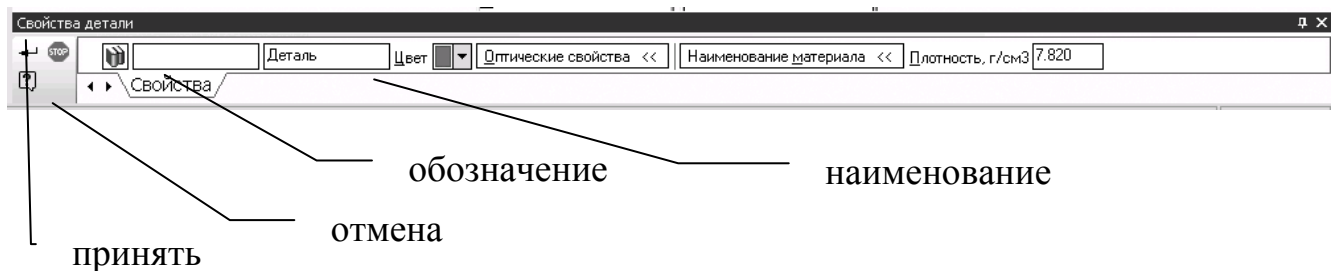 Свойства детали
STOP Деталь Цвет Оптические свойства << Наименование материала << Плотность, г/см3 7.820
? Свойства
обозначение наименование
отмена
принять